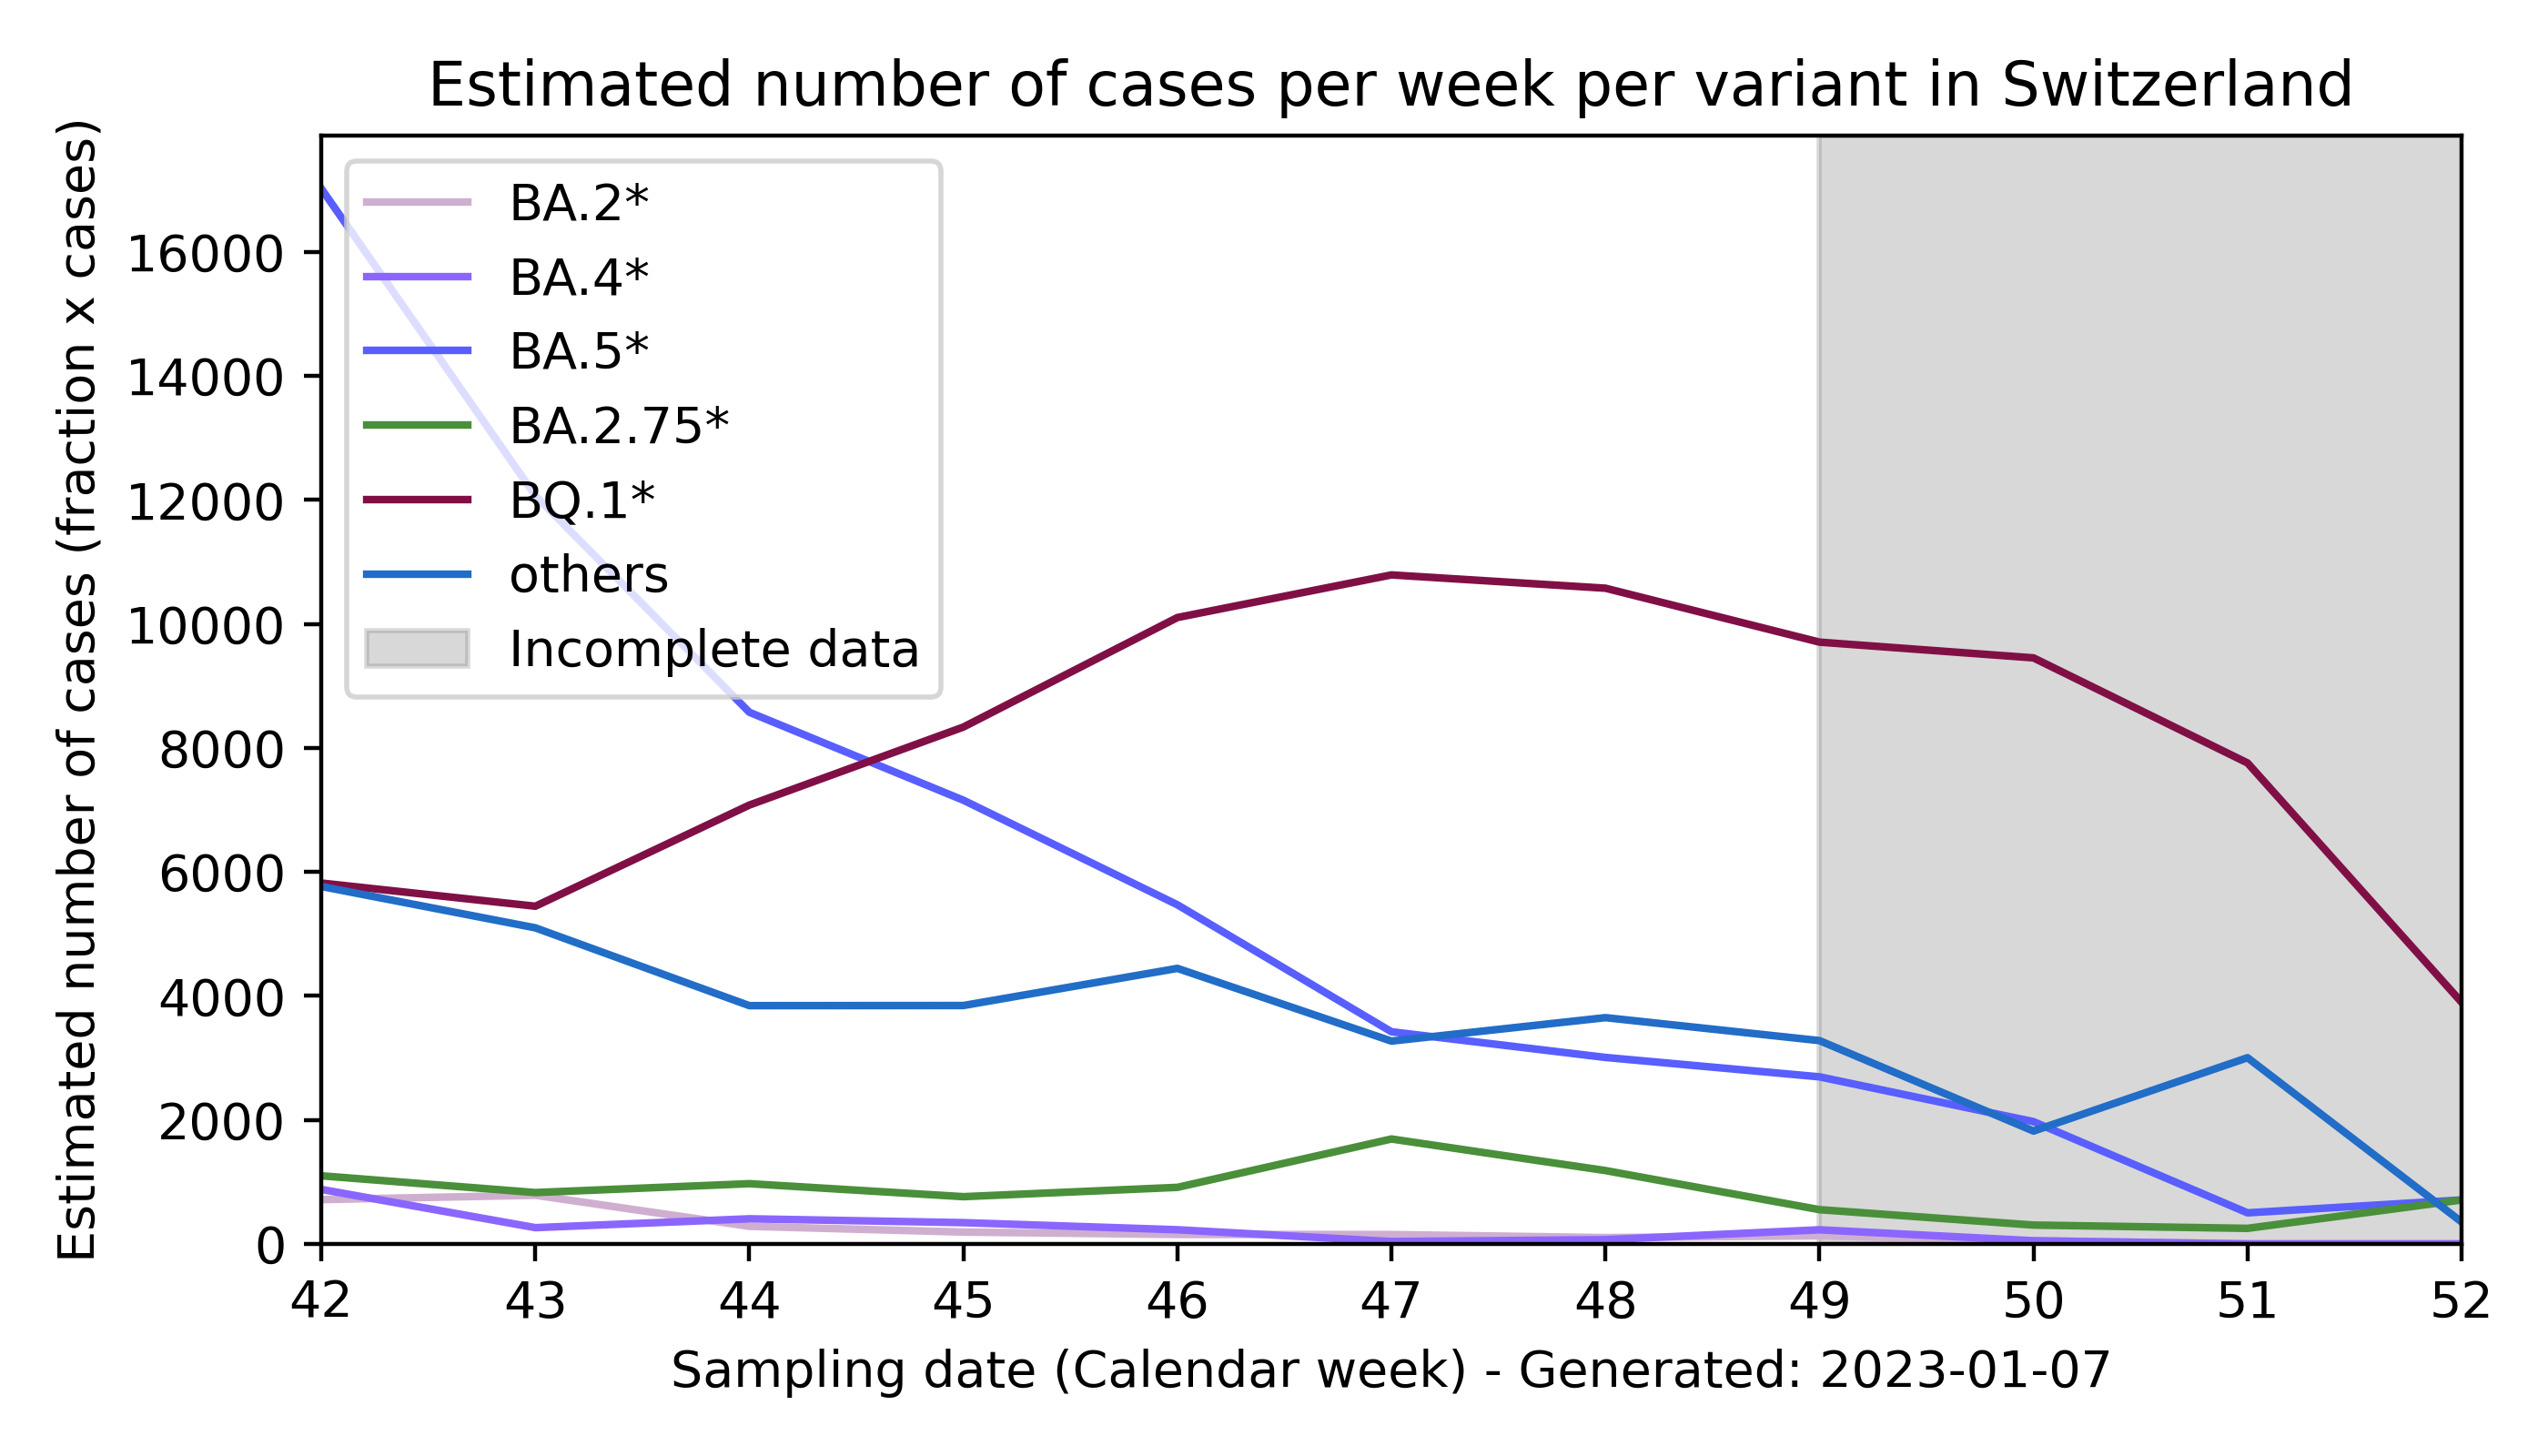 Estimated number of cases per week per variant in Switzerland
Estimated number of cases (fraction x cases)
16000
14000
12000
10000
8000
6000
4000
2000
0
BA.2*
BA.4*
BA.5*
BA.2.75*
BQ.1*
others
Incomplete data
42 43 44 45 46 47 48 49 50 51 52
Sampling date (Calendar week) - Generated: 2023-01-07